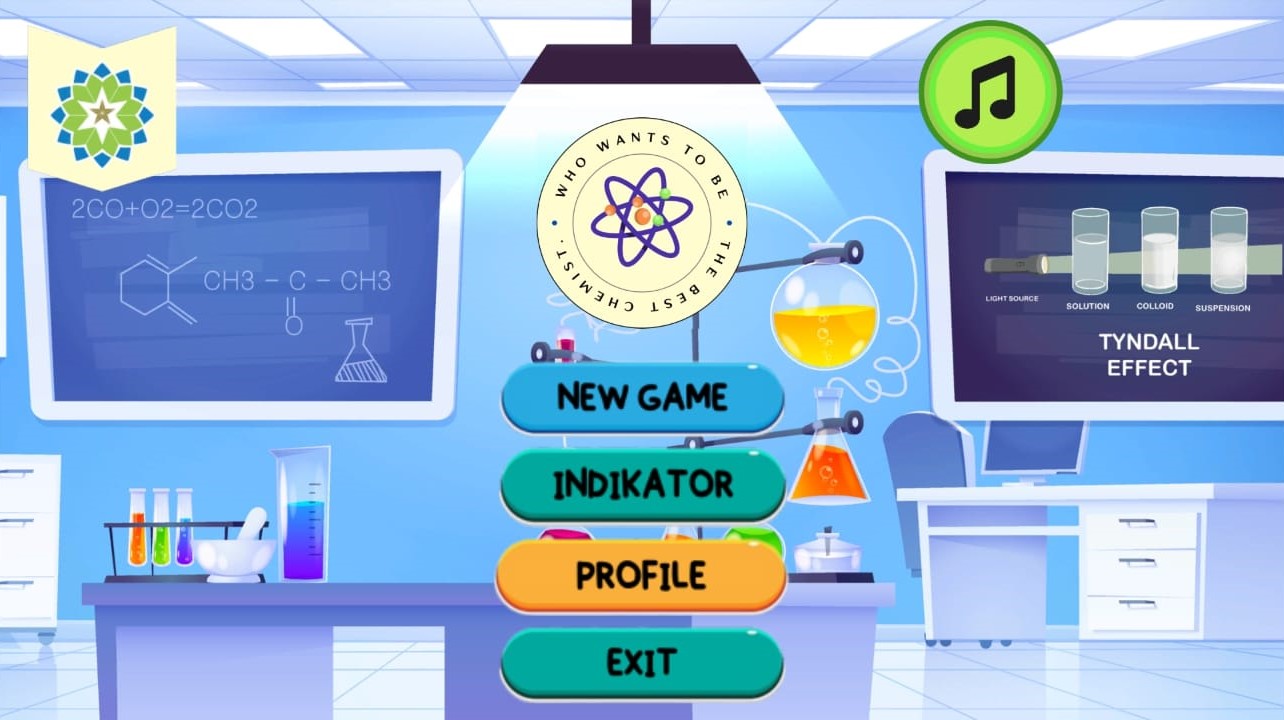 WHO WANTS TO BE
THE BEST CHEMIST.
2CO+O2=2CO2
CH3 – C – CH3
O
LIGHT SOURCE
SOLUTION
COLLOID
SUSPENSION
TYNDALL
EFFECT
NEW GAME
INDIKATOR
PROFILE
EXIT